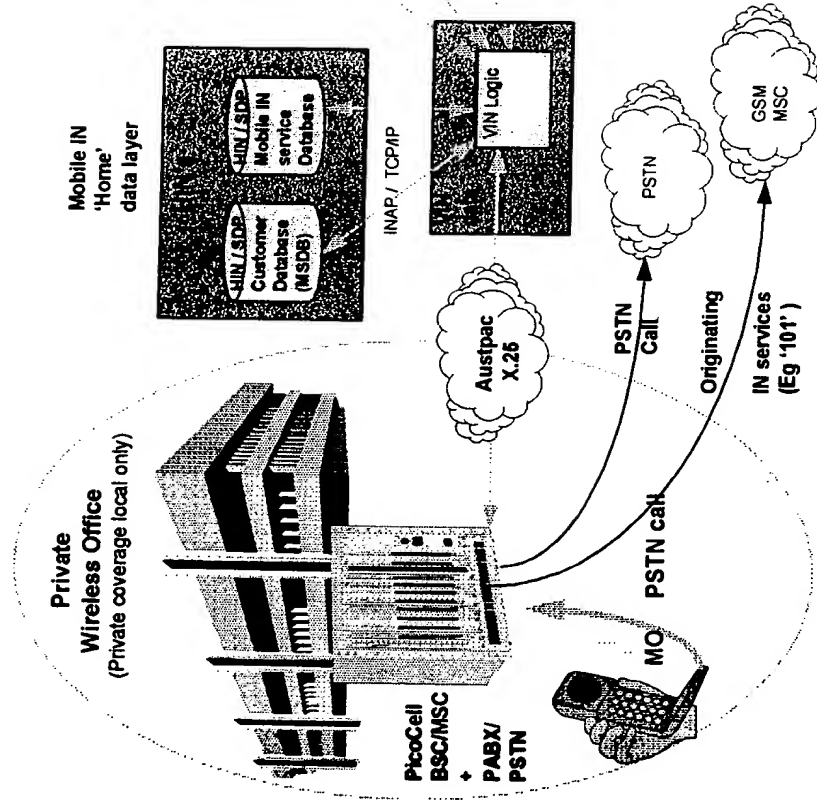 Private
Wireless Office
(Private coverage local only)
Mobile IN
'Home'
data layer
HIN / SDP
Customer
Database
(MSDB)
HIN / SDP
Mobile IN
service
Database
INAP / TCP/IP
VIN Logic
Austpac
X.25
PicoCell
BSC/MSC
+
PABX/
PSTN
MO PSTN call
PSTN
Call
PSTN
Originating
IN services
(Eg '101' )
GSM
MSC